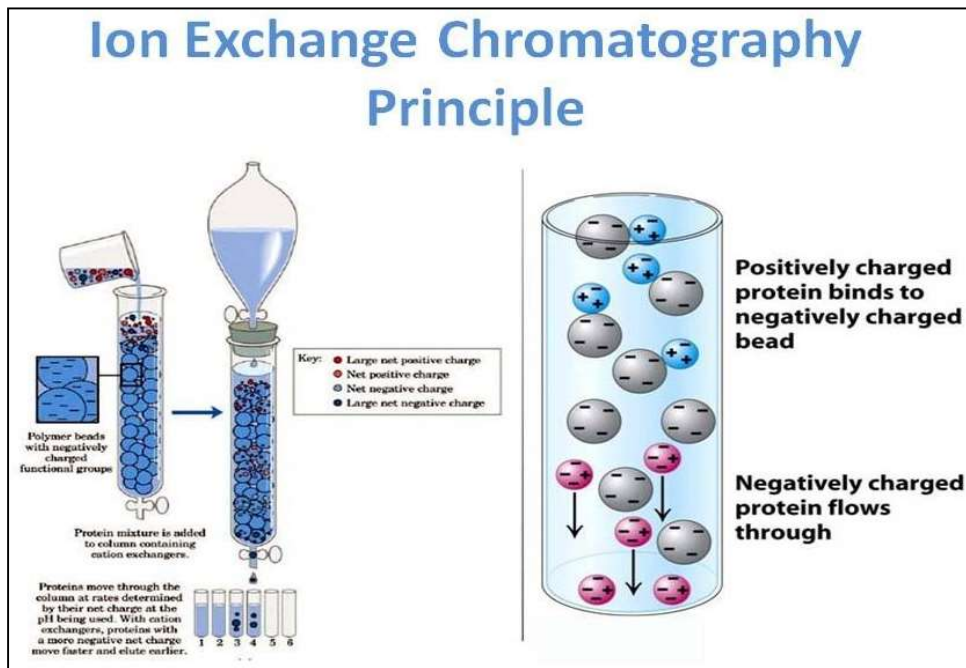 Ion Exchange Chromatography
Principle
Key:
Large net positive charge
Net positive charge
Net negative charge
Large net negative charge
Polymer beads
with negatively
charged
functional groups
Protein mixture is added
to column containing
cation exchangers.
Proteins move through the
column at rates determined
by their net charge at the
pH being used. With cation
exchangers, proteins with
a more negative net charge
move faster and elute earlier.
1 2 3 4 5 6
Positively charged
protein binds to
negatively charged
bead
Negatively charged
protein flows
through